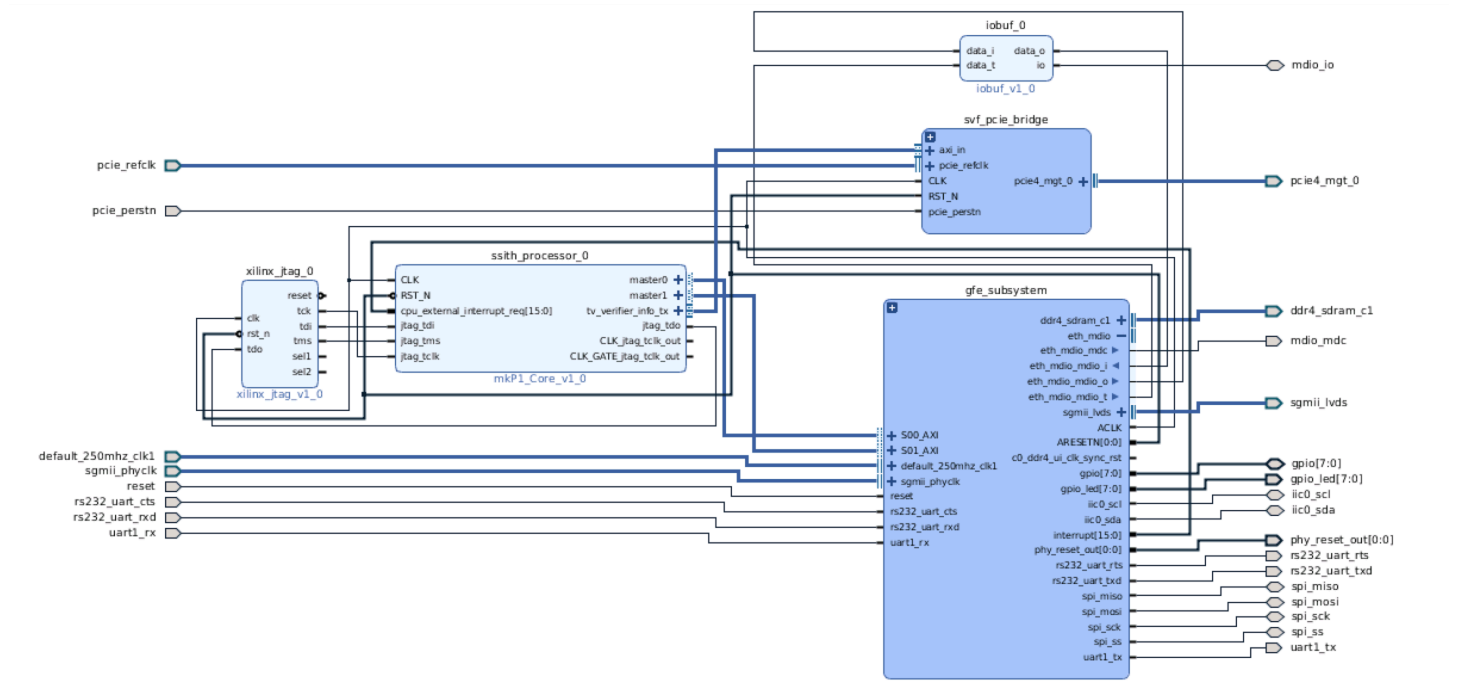 iobuf_0
data_i data_o
data_t io
iobuf_v1_0
mdio_io
svf_pcie_bridge
axi_in
pcie_refclk
CLK pcie4_mgt_0
RST_N
pcie_perstn
pcie_refclk
pcie_perstn
pcie4_mgt_0
xilinx_jtag_0
reset
tck
clk
tdi
rst_n
tms
tdo
sel1
sel2
xilinx_jtag_v1_0
ssith_processor_0
CLK master0
RST_N master1
cpu_external_interrupt_req[15:0] tv_verifier_info_tx
jtag_tdi jtag_tdo
jtag_tms CLK_jtag_tclk_out
jtag_tclk CLK_GATE_jtag_tclk_out
mkP1_Core_v1_0
gfe_subsystem
ddr4_sdram_c1
eth_mdio
eth_mdio_mdc
eth_mdio_mdio_i
eth_mdio_mdio_o
eth_mdio_mdio_t
sgmii_lvds
ACLK
S00_AXI
ARESETN[0:0]
S01_AXI
c0_ddr4_ui_clk_sync_rst
default_250mhz_clk1
gpio[7:0]
sgmii_phyclk
gpio_led[7:0]
reset
iic0_scl
rs232_uart_cts
iic0_sda
rs232_uart_rxd
interrupt[15:0]
uart1_rx
phy_reset_out[0:0]
rs232_uart_rts
rs232_uart_txd
spi_miso
spi_mosi
spi_sck
spi_ss
uart1_tx
default_250mhz_clk1
sgmii_phyclk
reset
rs232_uart_cts
rs232_uart_rxd
uart1_rx
ddr4_sdram_c1
mdio_mdc
sgmii_lvds
gpio[7:0]
gpio_led[7:0]
iic0_scl
iic0_sda
phy_reset_out[0:0]
rs232_uart_rts
rs232_uart_txd
spi_miso
spi_mosi
spi_sck
spi_ss
uart1_tx